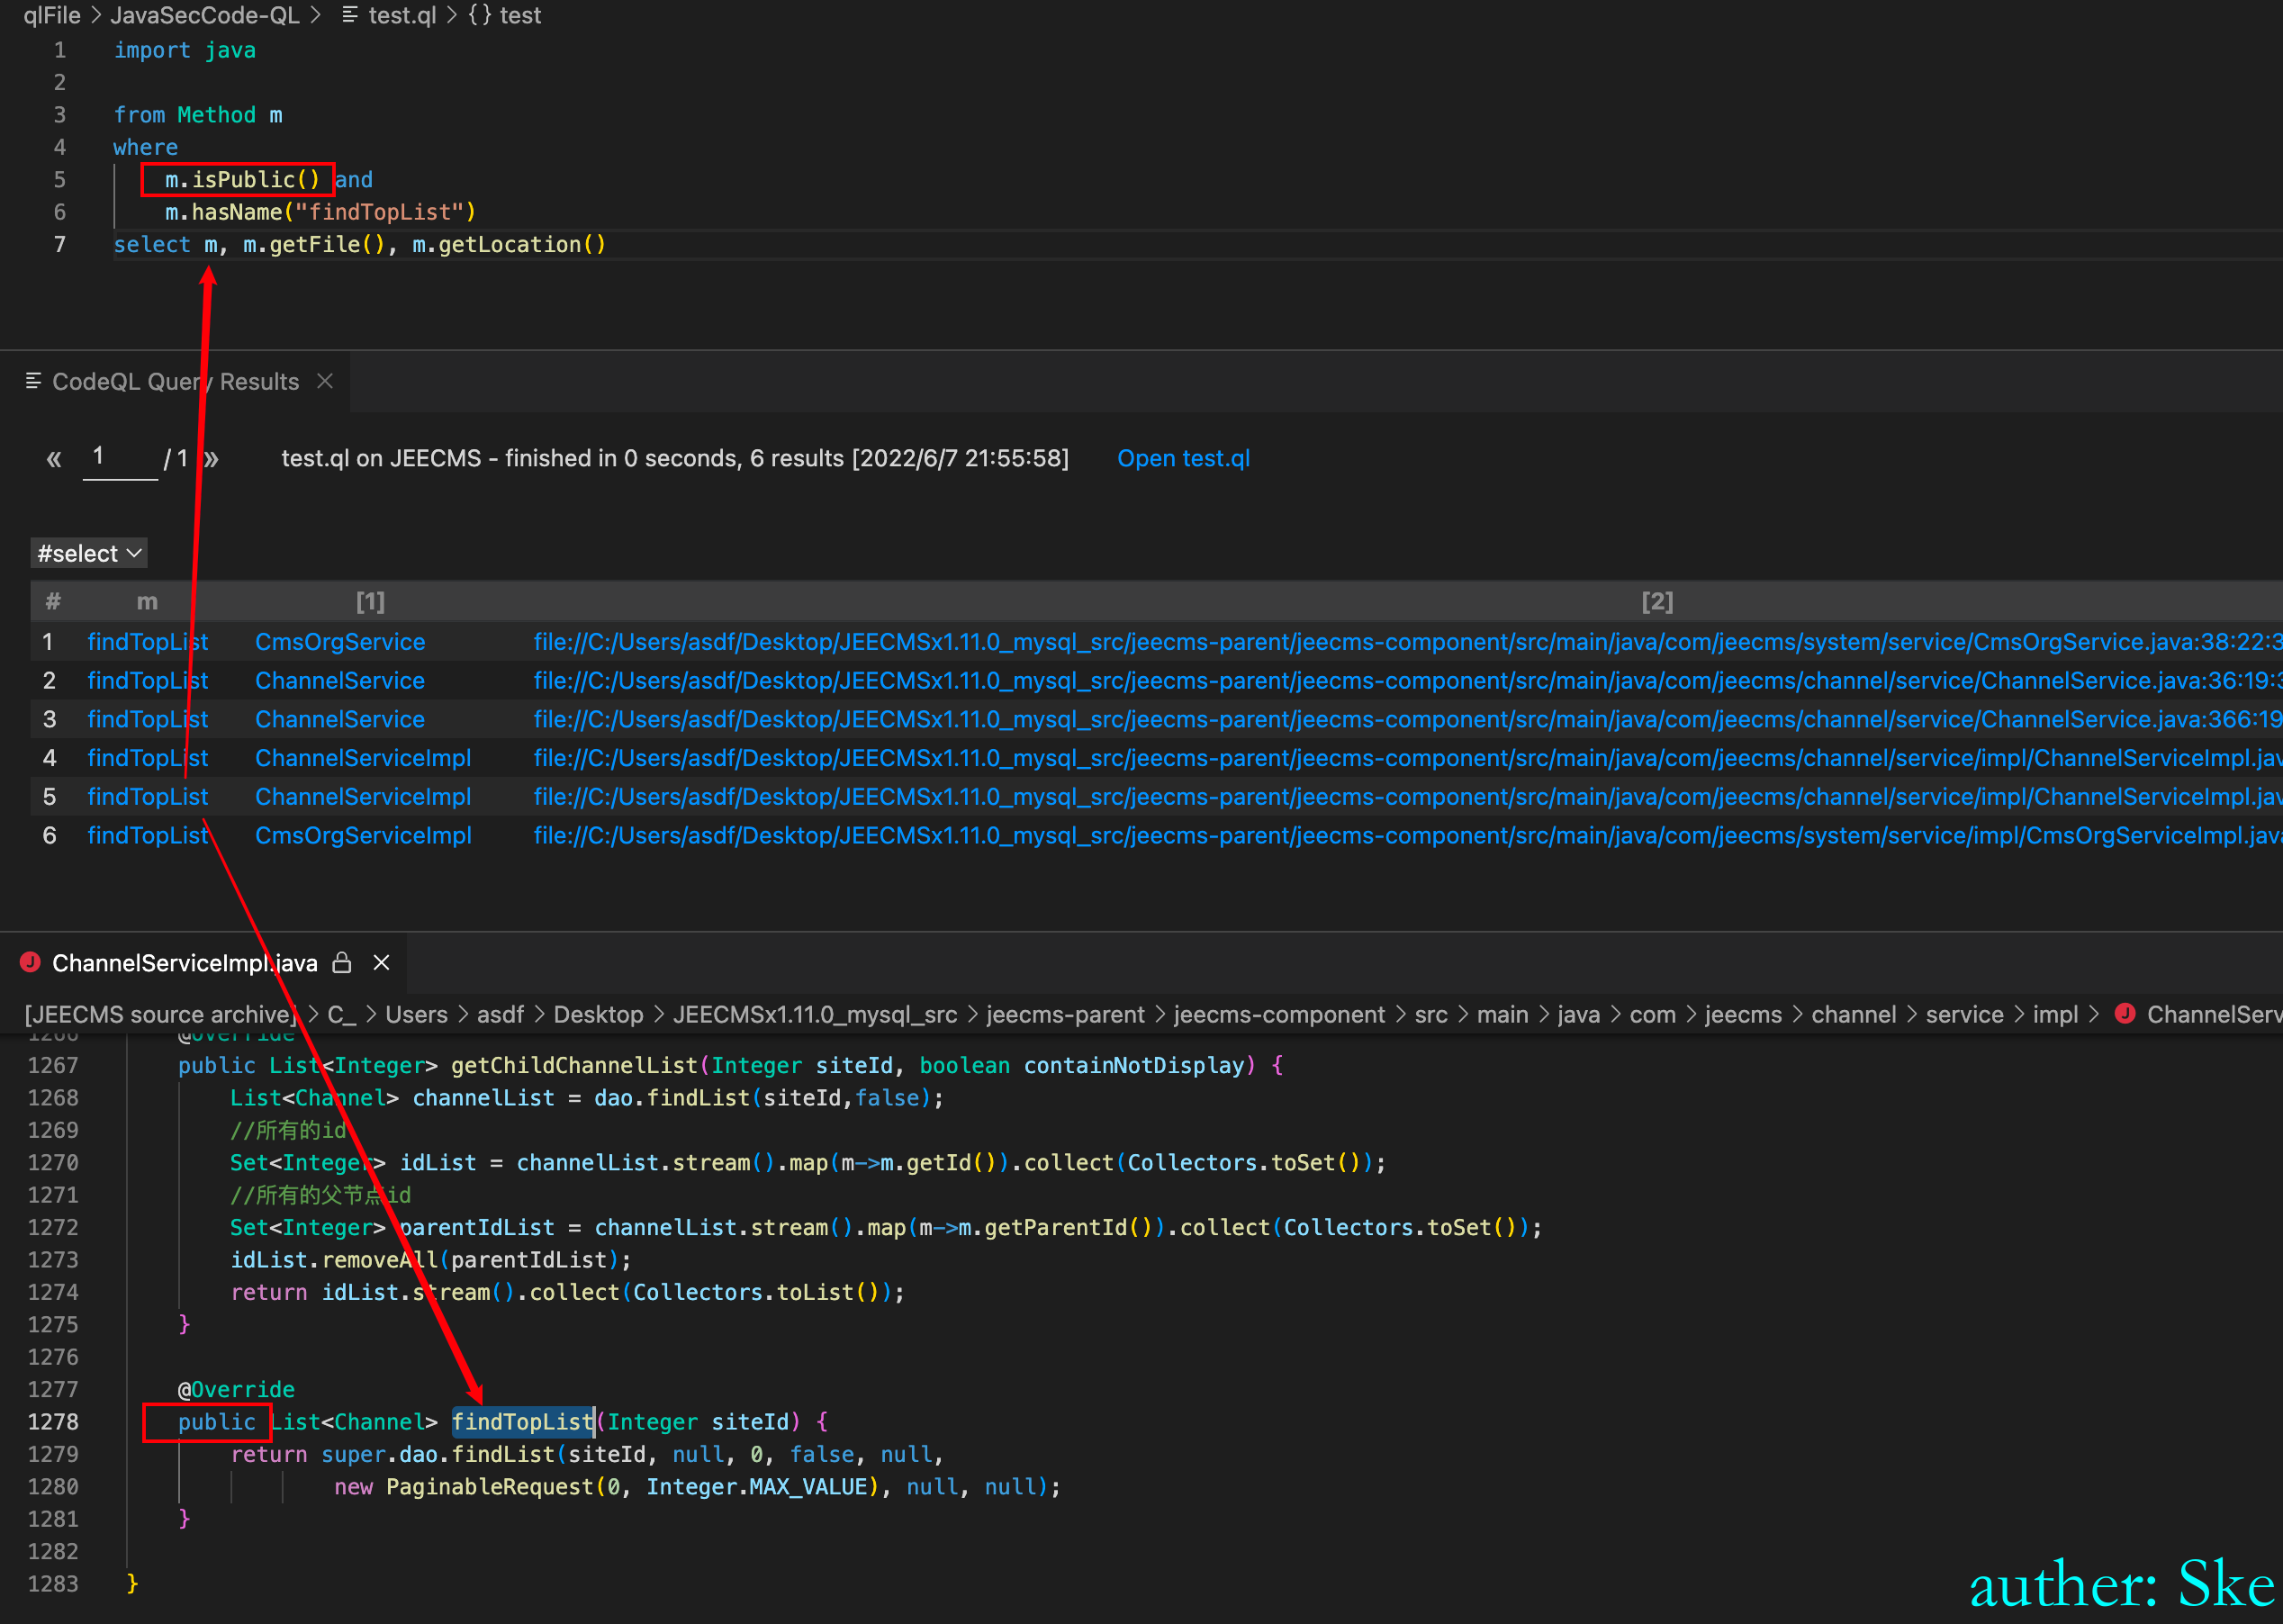 qlFile > JavaSecCode-QL > test.ql > {} test
1 import java
2
3 from Method m
4 where
5 m.isPublic() and
6 m.hasName("findTopList")
7 select m, m.getFile(), m.getLocation()
CodeQL Query Results
« 1 / 1 » test.ql on JEECMS - finished in 0 seconds, 6 results [2022/6/7 21:55:58] Open test.ql
#select
# m [1] [2]
1 findTopList CmsOrgService file://C:/Users/asdf/Desktop/JEECMSx1.11.0_mysql_src/jeecms-parent/jeecms-component/src/main/java/com/jeecms/system/service/CmsOrgService.java:38:22:3
2 findTopList ChannelService file://C:/Users/asdf/Desktop/JEECMSx1.11.0_mysql_src/jeecms-parent/jeecms-component/src/main/java/com/jeecms/channel/service/ChannelService.java:36:19:3
3 findTopList ChannelService file://C:/Users/asdf/Desktop/JEECMSx1.11.0_mysql_src/jeecms-parent/jeecms-component/src/main/java/com/jeecms/channel/service/ChannelService.java:366:19
4 findTopList ChannelServiceImpl file://C:/Users/asdf/Desktop/JEECMSx1.11.0_mysql_src/jeecms-parent/jeecms-component/src/main/java/com/jeecms/channel/service/impl/ChannelServiceImpl.jav
5 findTopList ChannelServiceImpl file://C:/Users/asdf/Desktop/JEECMSx1.11.0_mysql_src/jeecms-parent/jeecms-component/src/main/java/com/jeecms/channel/service/impl/ChannelServiceImpl.jav
6 findTopList CmsOrgServiceImpl file://C:/Users/asdf/Desktop/JEECMSx1.11.0_mysql_src/jeecms-parent/jeecms-component/src/main/java/com/jeecms/system/service/impl/CmsOrgServiceImpl.java
J ChannelServiceImpl.java
[JEECMS source archive] > C_ > Users > asdf > Desktop > JEECMSx1.11.0_mysql_src > jeecms-parent > jeecms-component > src > main > java > com > jeecms > channel > service > impl > J ChannelServ
1266 @Override
1267 public List<Integer> getChildChannelList(Integer siteId, boolean containNotDisplay) {
1268 List<Channel> channelList = dao.findList(siteId,false);
1269 //所有的id
1270 Set<Integer> idList = channelList.stream().map(m->m.getId()).collect(Collectors.toSet());
1271 //所有的父节点id
1272 Set<Integer> parentIdList = channelList.stream().map(m->m.getParentId()).collect(Collectors.toSet());
1273 idList.removeAll(parentIdList);
1274 return idList.stream().collect(Collectors.toList());
1275 }
1276
1277 @Override
1278 public List<Channel> findTopList(Integer siteId) {
1279 return super.dao.findList(siteId, null, 0, false, null,
1280 new PaginableRequest(0, Integer.MAX_VALUE), null, null);
1281 }
1282
1283 }
auther: Ske